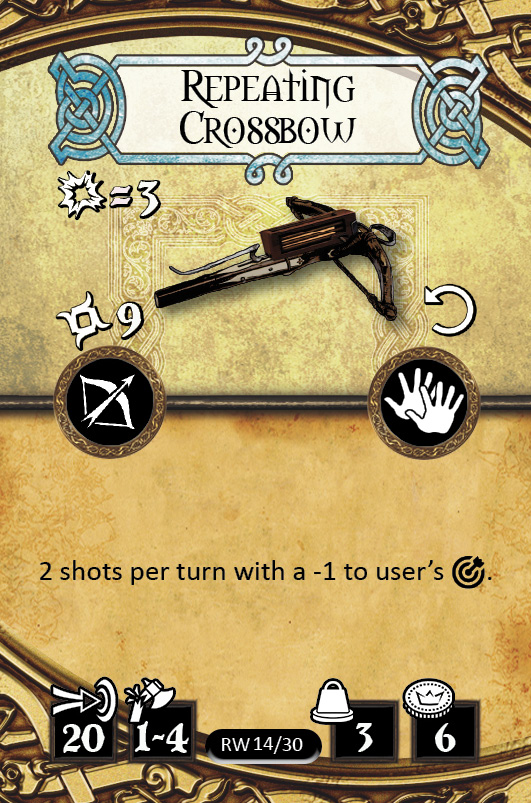 Repeating
Crossbow
=3
9
2 shots per turn with a -1 to user's .
20
1-4
RW 14/30
3
6